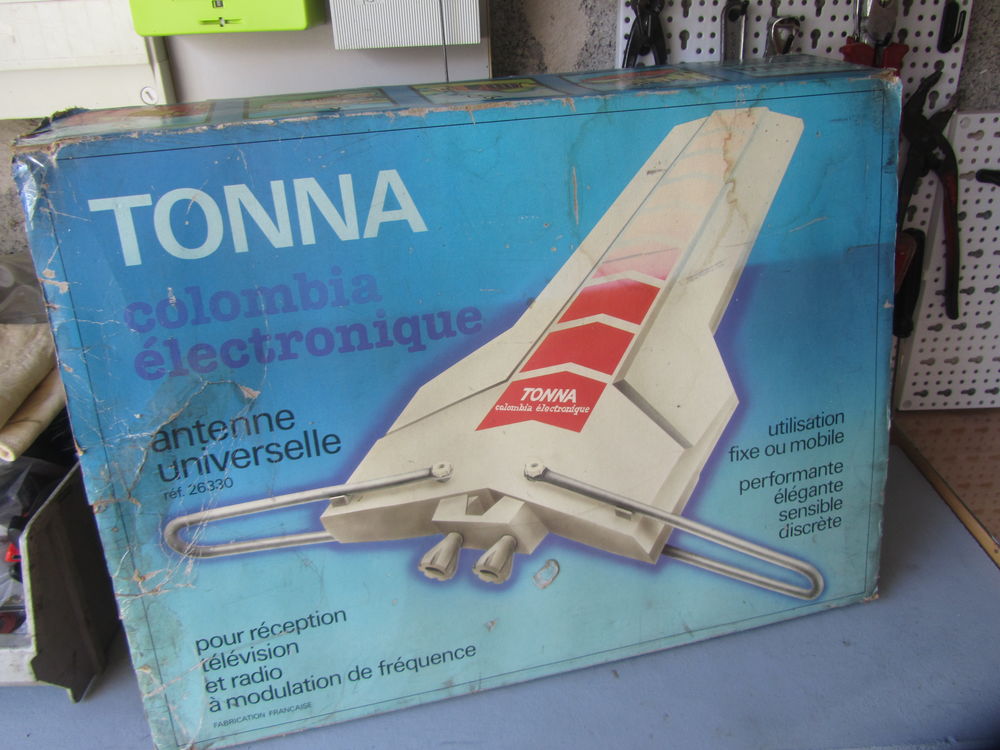 TONNA
colombia
électronique
antenne
universelle
réf. 26330
TONNA
colombia électronique
utilisation
fixe ou mobile
performante
élégante
sensible
discrète
pour réception
télévision
et radio
à modulation de fréquence
FABRICATION FRANÇAISE